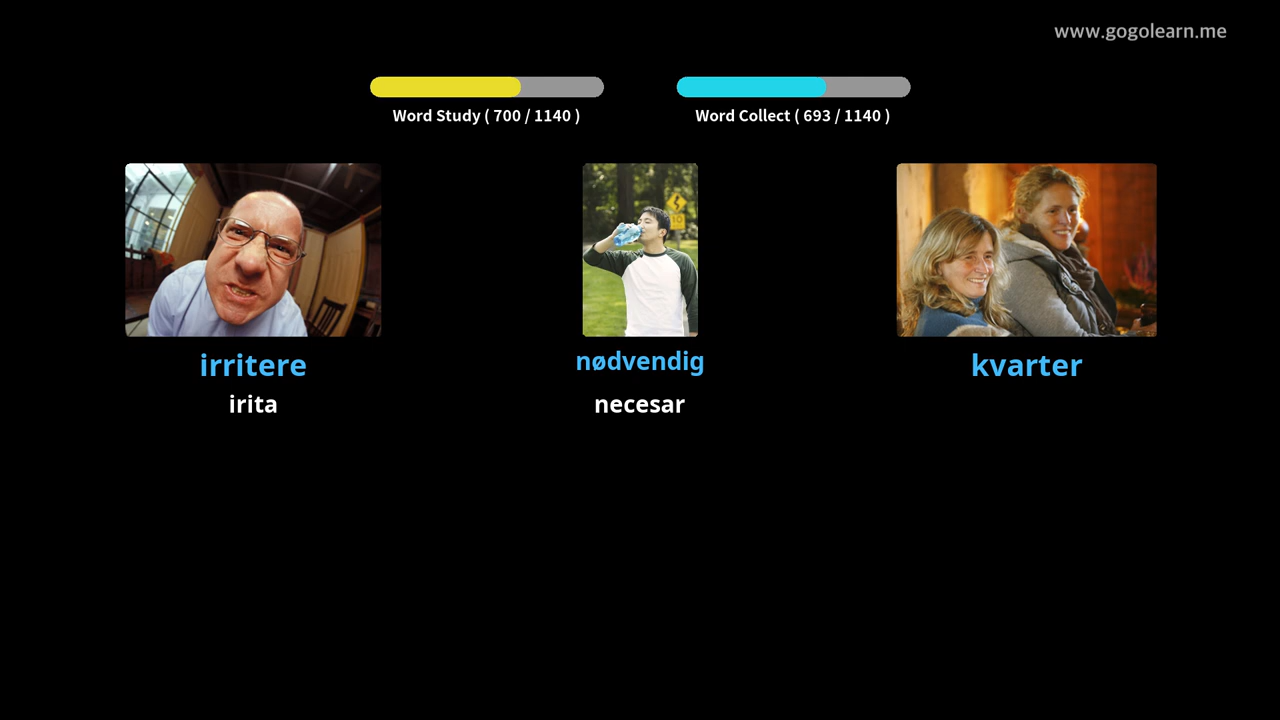 www.gogolearn.me
Word Study ( 700 / 1140 )
Word Collect ( 693 / 1140 )
irritere
nødvendig
kvarter
irita
necesar